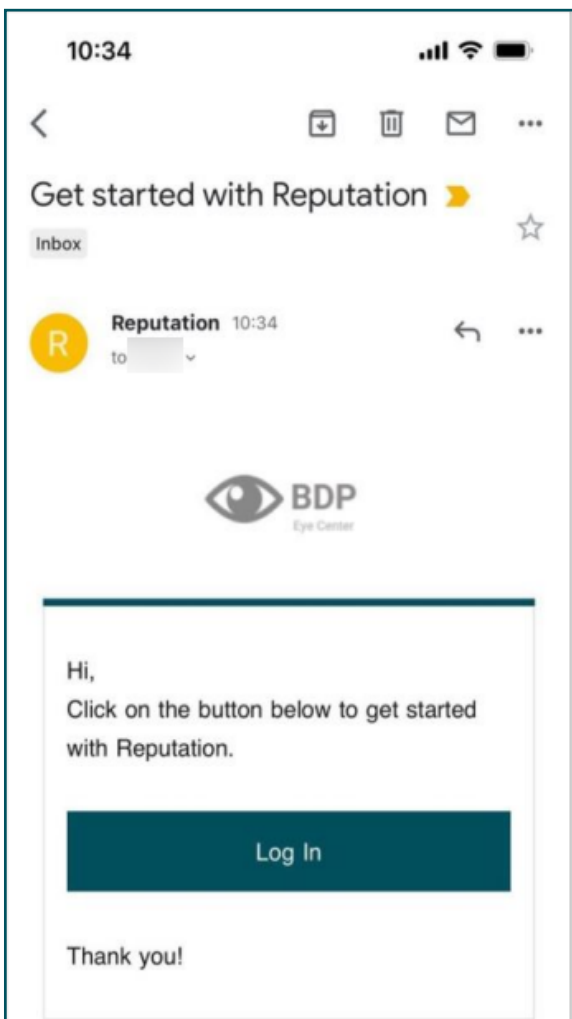 10:34
Get started with Reputation
Inbox
R
Reputation 10:34
to
BDP
Eye Center
Hi,
Click on the button below to get started
with Reputation.
Log In
Thank you!